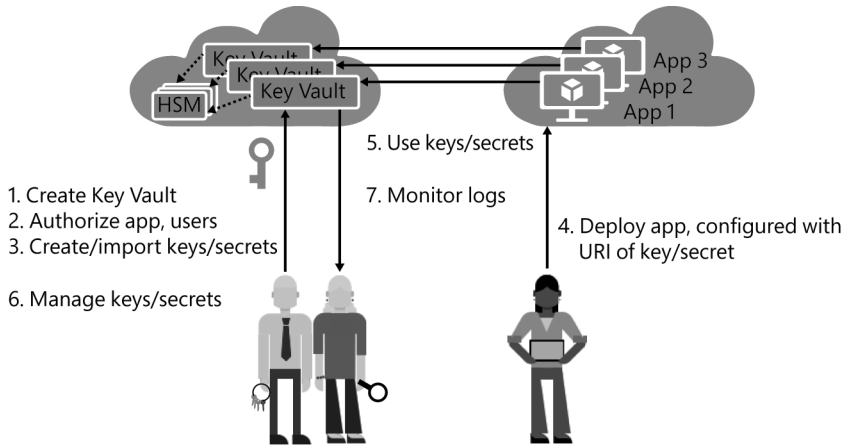 Key Vault
Key Vault
Key Vault
HSM
App 3
App 2
App 1
5. Use keys/secrets
7. Monitor logs
1. Create Key Vault
2. Authorize app, users
3. Create/import keys/secrets
6. Manage keys/secrets
4. Deploy app, configured with
URI of key/secret